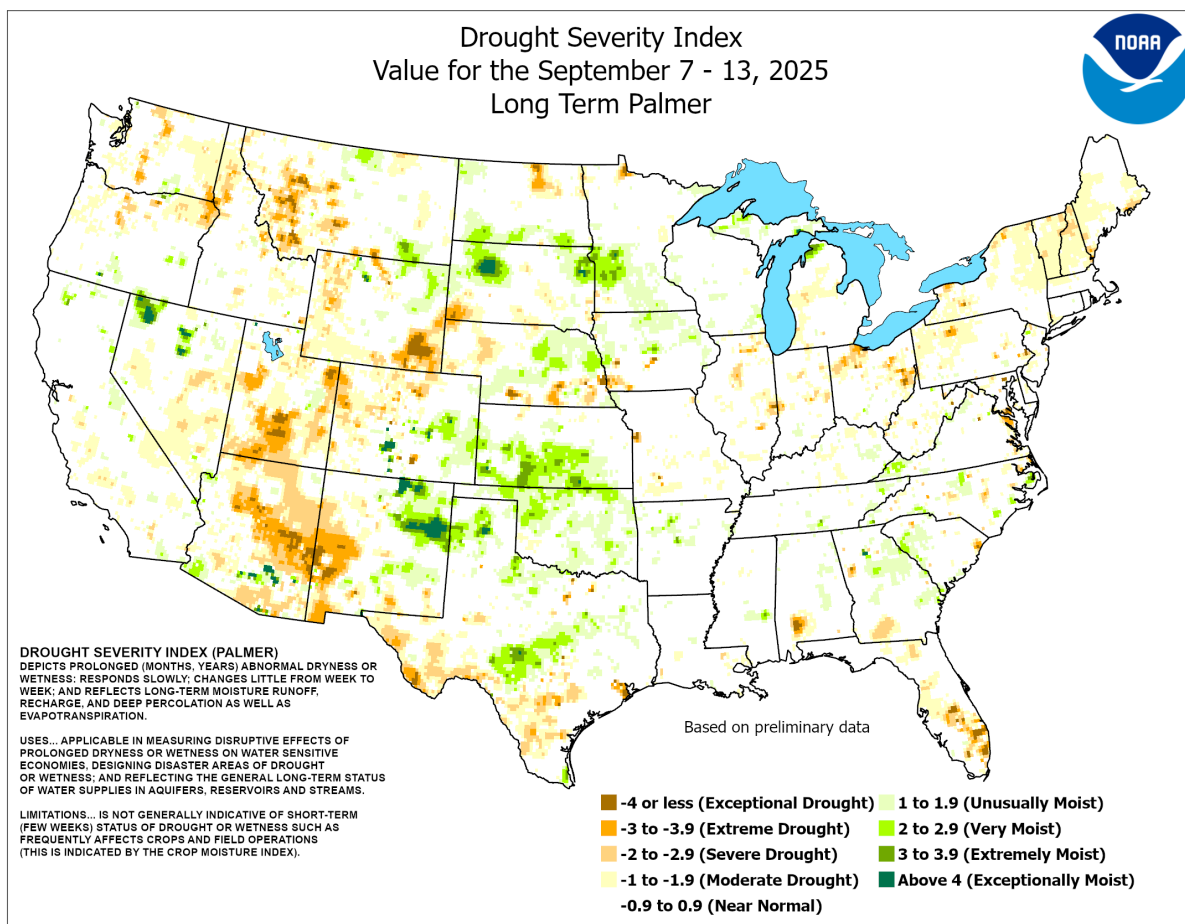 Drought Severity Index
Value for the September 7 - 13, 2025
Long Term Palmer
NOAA
DROUGHT SEVERITY INDEX (PALMER)
DEPICTS PROLONGED (MONTHS, YEARS) ABNORMAL DRYNESS OR
WETNESS: RESPONDS SLOWLY; CHANGES LITTLE FROM WEEK TO
WEEK; AND REFLECTS LONG-TERM MOISTURE RUNOFF,
RECHARGE, AND DEEP PERCOLATION AS WELL AS
EVAPOTRANSPIRATION.
USES... APPLICABLE IN MEASURING DISRUPTIVE EFFECTS OF
PROLONGED DRYNESS OR WETNESS ON WATER SENSITIVE
ECONOMIES, DESIGNING DISASTER AREAS OF DROUGHT
OR WETNESS; AND REFLECTING THE GENERAL LONG-TERM STATUS
OF WATER SUPPLIES IN AQUIFERS, RESERVOIRS AND STREAMS.
LIMITATIONS... IS NOT GENERALLY INDICATIVE OF SHORT-TERM
(FEW WEEKS) STATUS OF DROUGHT OR WETNESS SUCH AS
FREQUENTLY AFFECTS CROPS AND FIELD OPERATIONS
(THIS IS INDICATED BY THE CROP MOISTURE INDEX).
Based on preliminary data
-4 or less (Exceptional Drought)
-3 to -3.9 (Extreme Drought)
-2 to -2.9 (Severe Drought)
-1 to -1.9 (Moderate Drought)
-0.9 to 0.9 (Near Normal)
1 to 1.9 (Unusually Moist)
2 to 2.9 (Very Moist)
3 to 3.9 (Extremely Moist)
Above 4 (Exceptionally Moist)